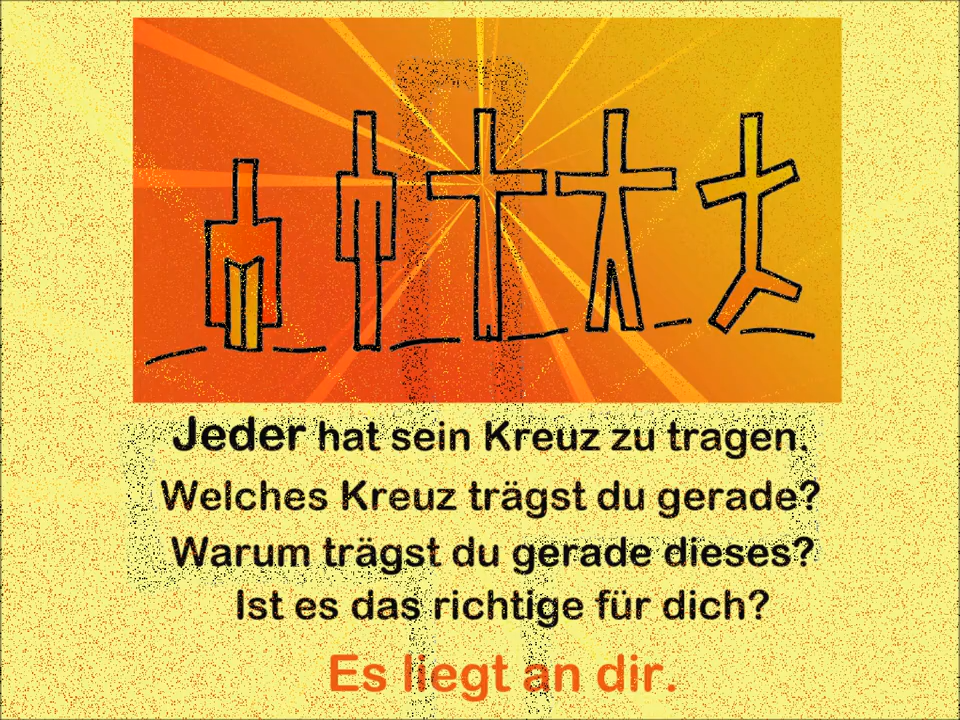 Jeder hat sein Kreuz zu tragen.
Welches Kreuz trägst du gerade?
Warum trägst du gerade dieses?
Ist es das richtige für dich?
Es liegt an dir.